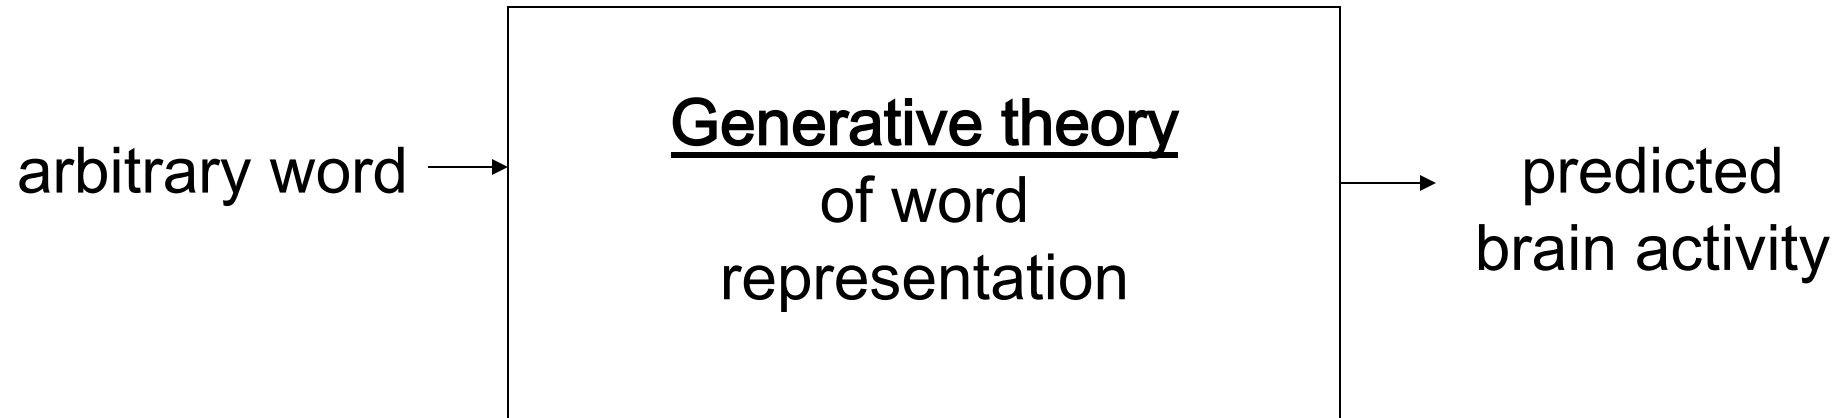 arbitrary word
Generative theory
of word
representation
predicted
brain activity